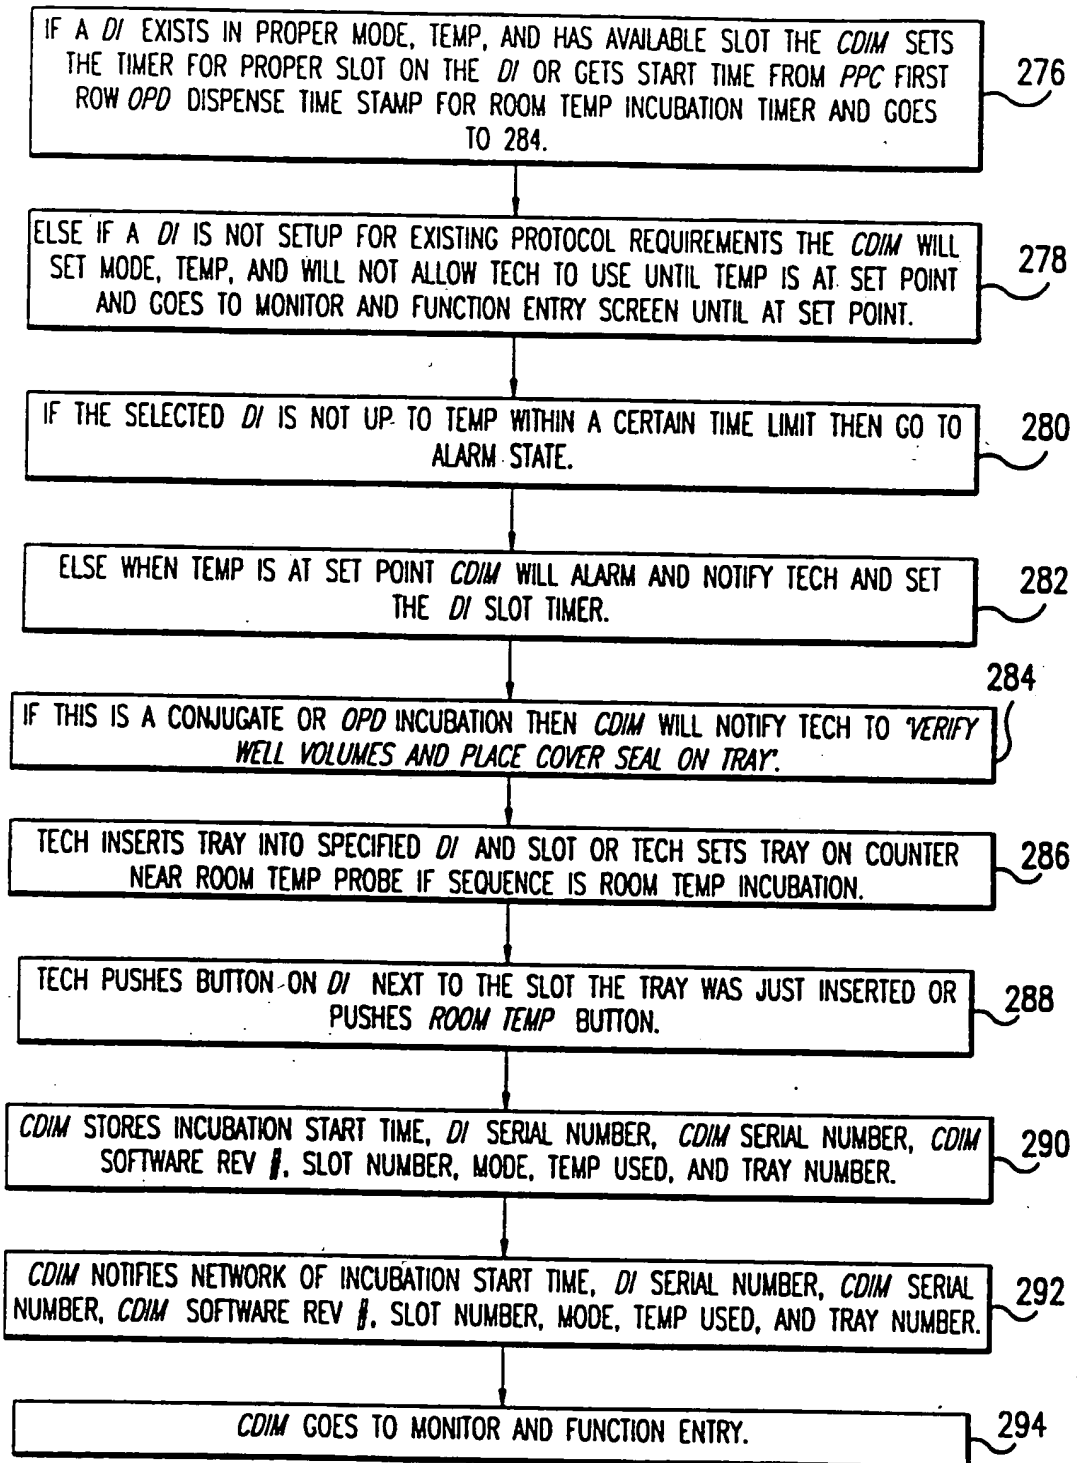 IF A DI EXISTS IN PROPER MODE, TEMP, AND HAS AVAILABLE SLOT THE CDIM SETS
THE TIMER FOR PROPER SLOT ON THE DI OR GETS START TIME FROM PPC FIRST
ROW OPD DISPENSE TIME STAMP FOR ROOM TEMP INCUBATION TIMER AND GOES
TO 284.
276
ELSE IF A DI IS NOT SETUP FOR EXISTING PROTOCOL REQUIREMENTS THE CDIM WILL
SET MODE, TEMP, AND WILL NOT ALLOW TECH TO USE UNTIL TEMP IS AT SET POINT
AND GOES TO MONITOR AND FUNCTION ENTRY SCREEN UNTIL AT SET POINT.
278
IF THE SELECTED DI IS NOT UP TO TEMP WITHIN A CERTAIN TIME LIMIT THEN GO TO
ALARM STATE.
280
ELSE WHEN TEMP IS AT SET POINT CDIM WILL ALARM AND NOTIFY TECH AND SET
THE DI SLOT TIMER.
282
284
IF THIS IS A CONJUGATE OR OPD INCUBATION THEN CDIM WILL NOTIFY TECH TO "VERIFY
WELL VOLUMES AND PLACE COVER SEAL ON TRAY".
TECH INSERTS TRAY INTO SPECIFIED DI AND SLOT OR TECH SETS TRAY ON COUNTER
NEAR ROOM TEMP PROBE IF SEQUENCE IS ROOM TEMP INCUBATION.
286
TECH PUSHES BUTTON ON DI NEXT TO THE SLOT THE TRAY WAS JUST INSERTED OR
PUSHES ROOM TEMP BUTTON.
288
CDIM STORES INCUBATION START TIME, DI SERIAL NUMBER, CDIM SERIAL NUMBER, CDIM
SOFTWARE REV #, SLOT NUMBER, MODE, TEMP USED, AND TRAY NUMBER.
290
CDIM NOTIFIES NETWORK OF INCUBATION START TIME, DI SERIAL NUMBER, CDIM SERIAL
NUMBER, CDIM SOFTWARE REV #, SLOT NUMBER, MODE, TEMP USED, AND TRAY NUMBER.
292
CDIM GOES TO MONITOR AND FUNCTION ENTRY.
294